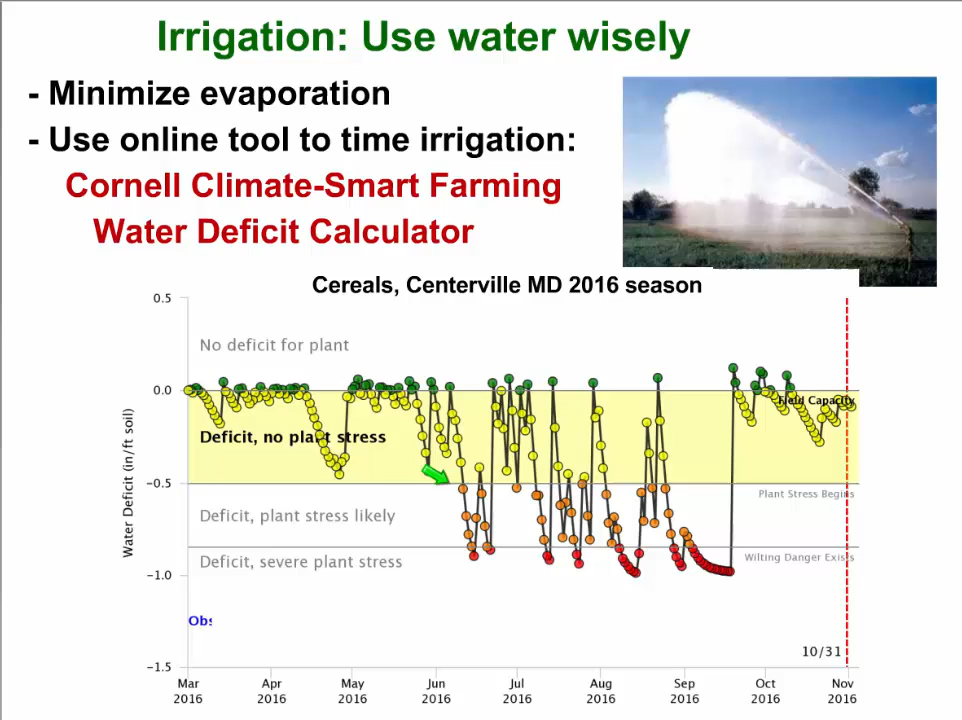 Irrigation: Use water wisely
- Minimize evaporation
- Use online tool to time irrigation:
Cornell Climate-Smart Farming
Water Deficit Calculator
Cereals, Centerville MD 2016 season
0.5
No deficit for plant
0.0
Field Capacity
Deficit, no plant stress
Water Deficit (in/ft soil)
−0.5
Plant Stress Begins
Deficit, plant stress likely
Wilting Danger Exists
Deficit, severe plant stress
−1.0
Obs
10/31
−1.5
Mar Apr May Jun Jul Aug Sep Oct Nov
2016 2016 2016 2016 2016 2016 2016 2016 2016